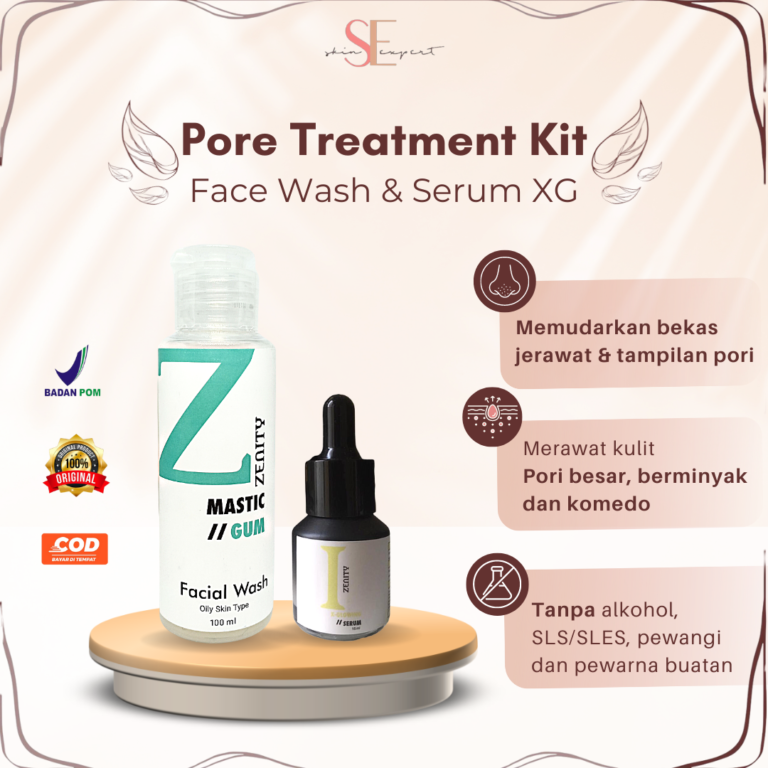 skin SE expert
Pore Treatment Kit
Face Wash & Serum XG
Memudarkan bekas
jerawat & tampilan pori
BADAN POM
ORIGINAL PRODUCT
100%
ORIGINAL
COD
BAYAR DI TEMPAT
Z
ZENITY
MASTIC
// GUM
Facial Wash
Oily Skin Type
100 ml
I
ZENITY
// SERUM
Merawat kulit
Pori besar, berminyak
dan komedo
Tanpa alkohol,
SLS/SLES, pewangi
dan pewarna buatan